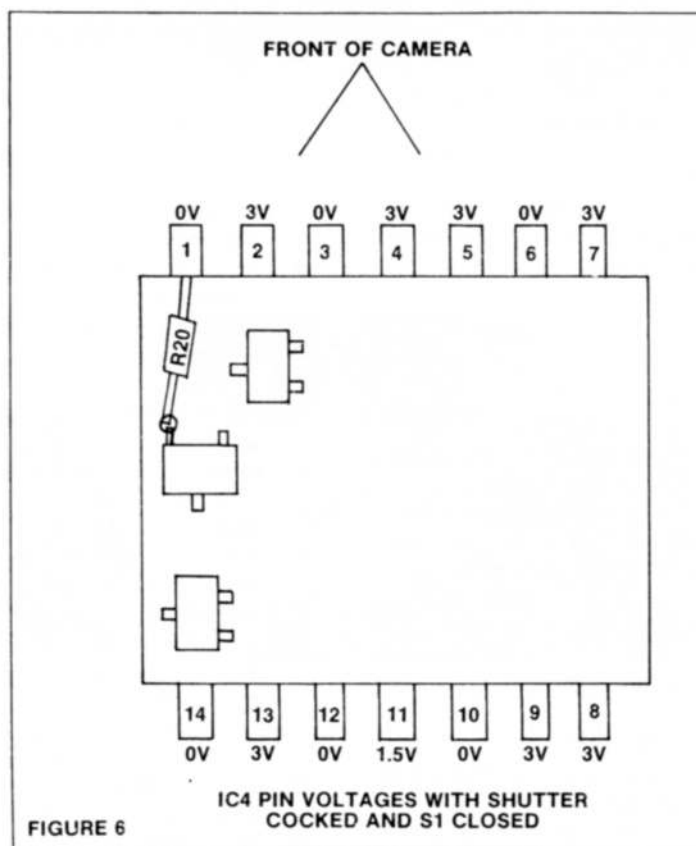 FRONT OF CAMERA
0V 3V 0V 3V 3V 0V 3V
1 2 3 4 5 6 7
R20
14 13 12 11 10 9 8
0V 3V 0V 1.5V 0V 3V 3V
IC4 PIN VOLTAGES WITH SHUTTER
COCKED AND S1 CLOSED
FIGURE 6